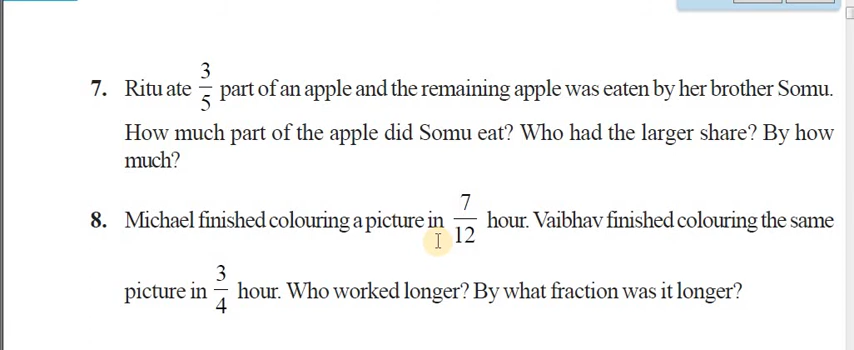 7. Ritu ate 3/5 part of an apple and the remaining apple was eaten by her brother Somu.
How much part of the apple did Somu eat? Who had the larger share? By how
much?
8. Michael finished colouring a picture in 7/12 hour. Vaibhav finished colouring the same
picture in 3/4 hour. Who worked longer? By what fraction was it longer?